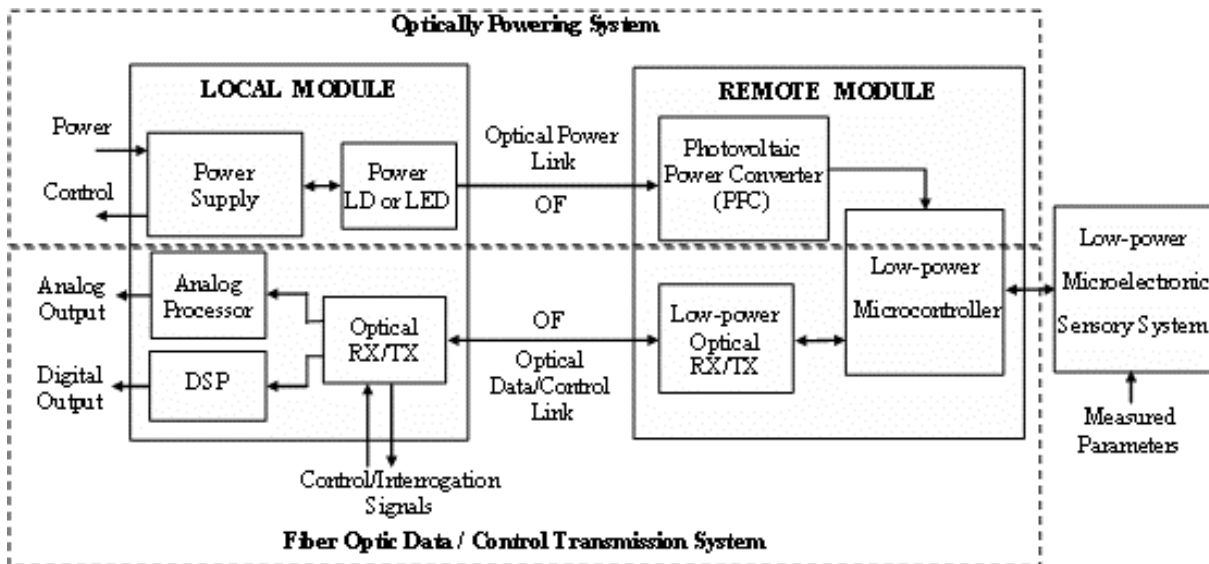 Optically Powering System
LOCAL MODULE
REMOTE MODULE
Power
Control
Power
Supply
Power
LD or LED
Optical Power
Link
OF
Photovoltaic
Power Converter
(PFC)
Low-power
Microcontroller
Low-power
Microelectronic
Sensory System
Measured
Parameters
Analog
Output
Analog
Processor
Digital
Output
DSP
Optical
RX/TX
OF
Optical
Data/Control
Link
Low-power
Optical
RX/TX
Control/Interrogation
Signals
Fiber Optic Data / Control Transmission System